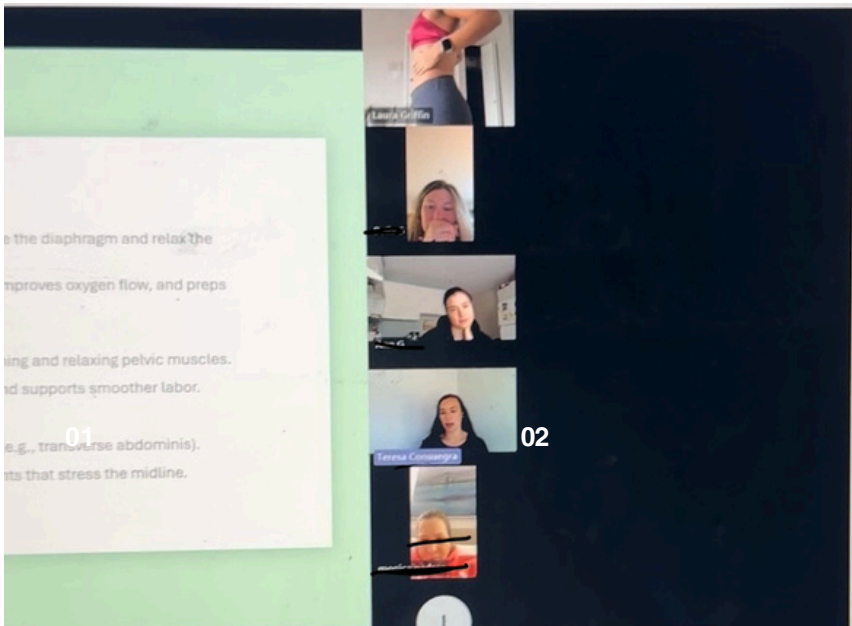 e the diaphragm and relax the
mproves oxygen flow, and preps
ing and relaxing pelvic muscles.
nd supports smoother labor.
e.g., transverse abdominis).
nts that stress the midline.
01
02
Laura Griffin
Teresa Consuegra